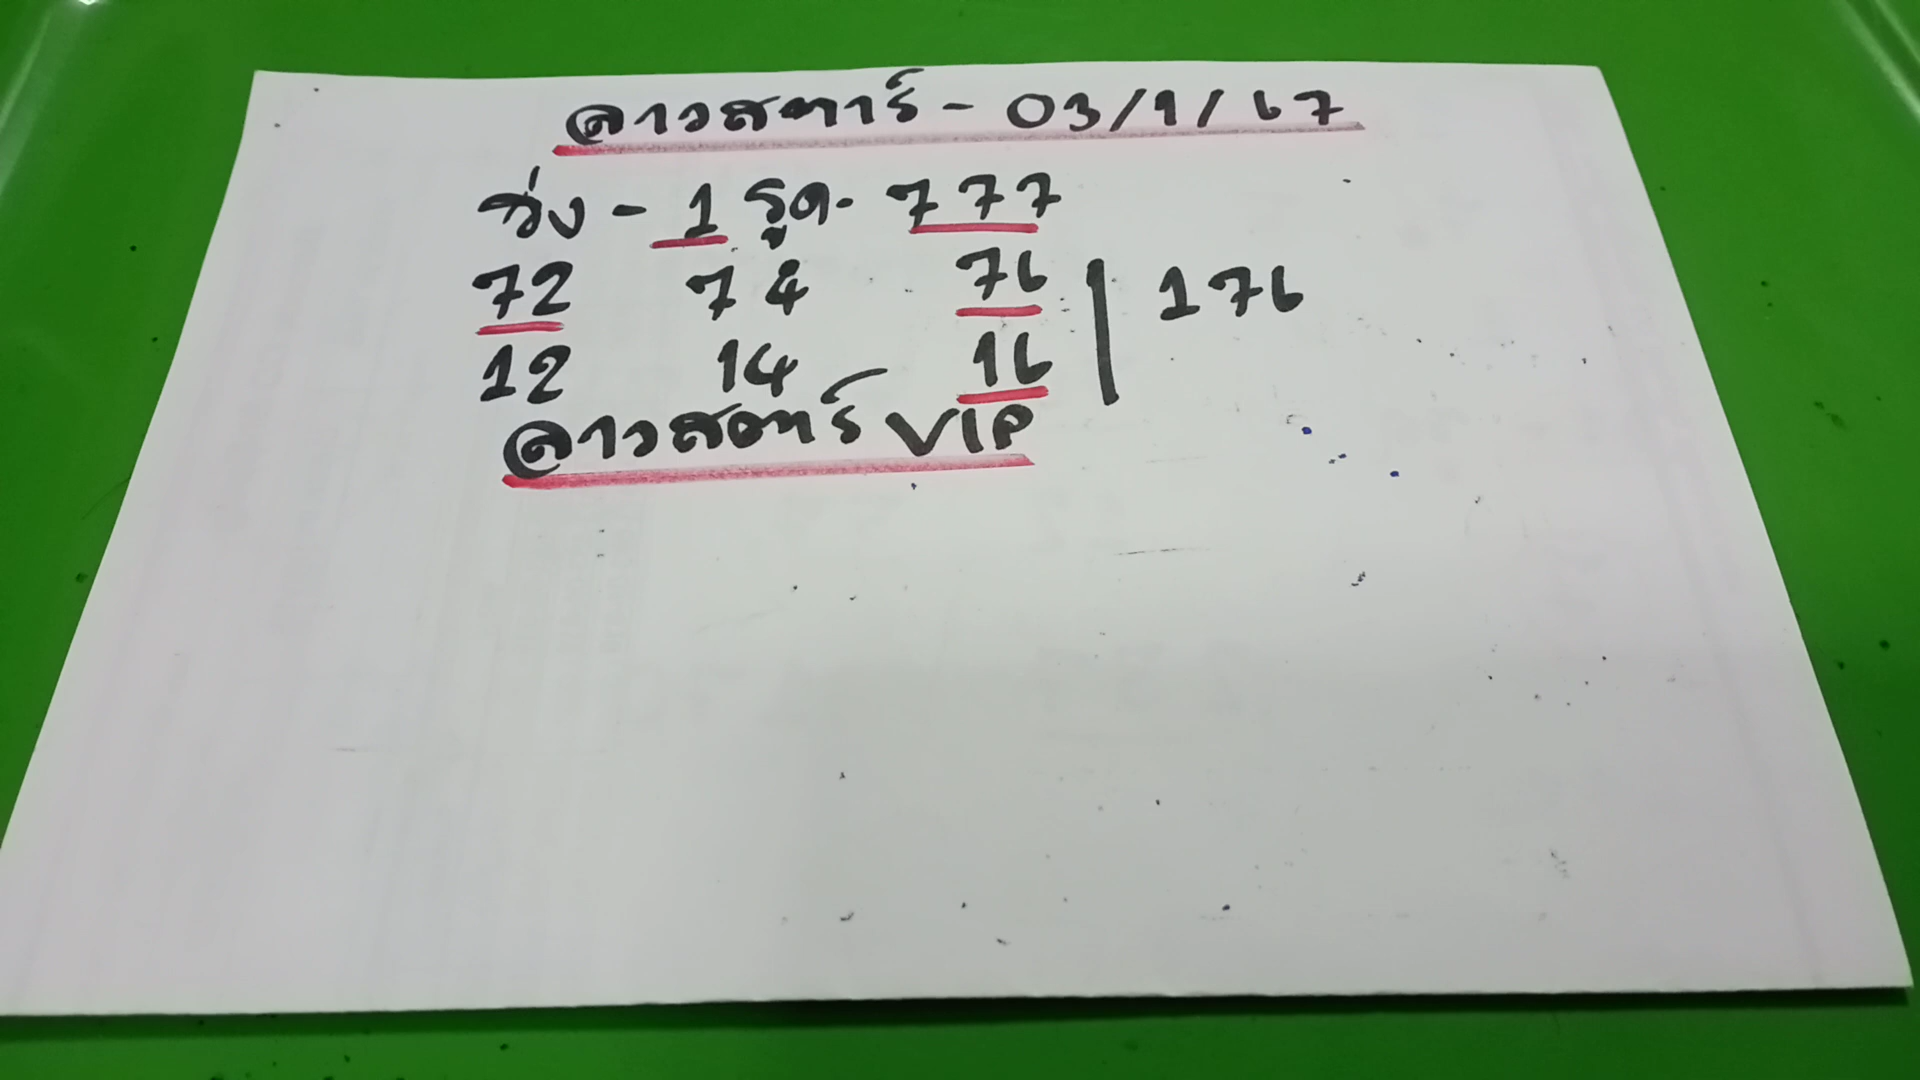 ลาวสตาร์ - 03/1/67
วิ่ง - 1 รูด. 777
72 74 76 | 176
12 14 16
ลาวสตาร์ VIP